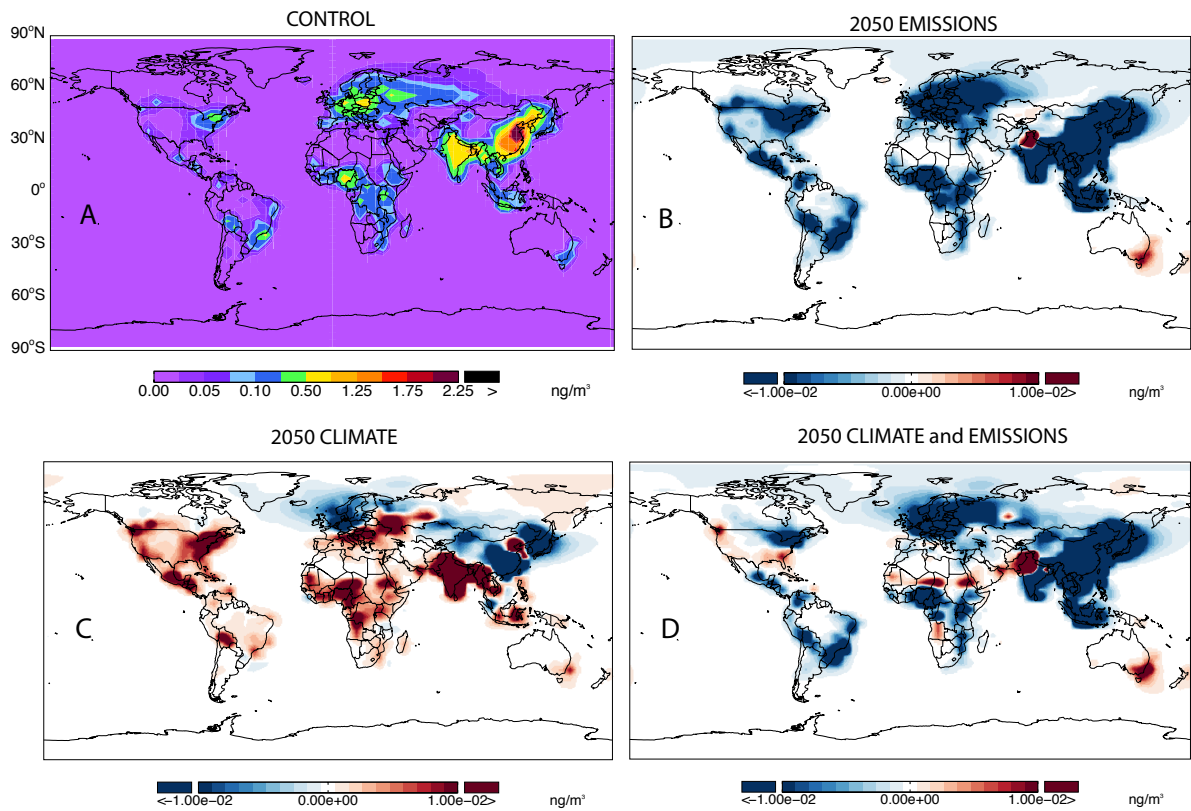 CONTROL
2050 EMISSIONS
90°N
60°N
30°N
0°
30°S
60°S
90°S
A
B
0.00 0.05 0.10 0.50 1.25 1.75 2.25 > ng/m³
<-1.00e-02 0.00e+00 1.00e-02> ng/m³
2050 CLIMATE
2050 CLIMATE and EMISSIONS
C
D
<-1.00e-02 0.00e+00 1.00e-02> ng/m³
<-1.00e-02 0.00e+00 1.00e-02> ng/m³